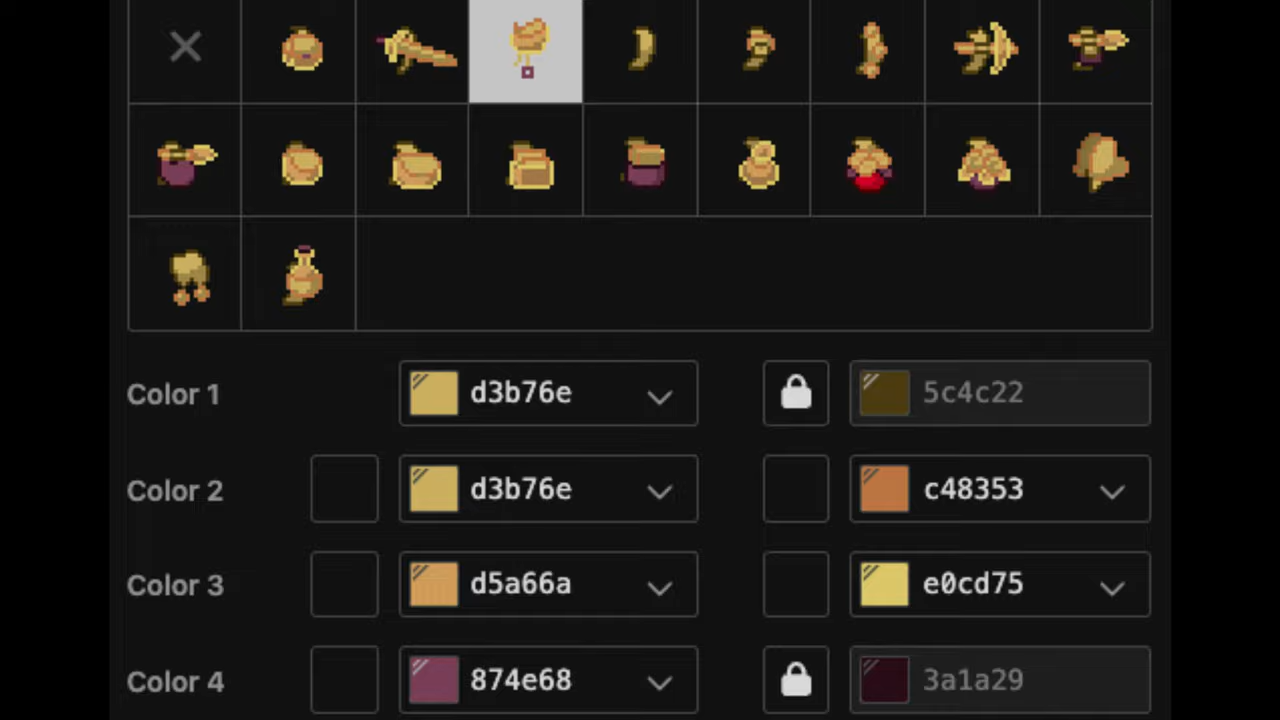 Color 1 d3b76e 5c4c22
Color 2 d3b76e c48353
Color 3 d5a66a e0cd75
Color 4 874e68 3a1a29